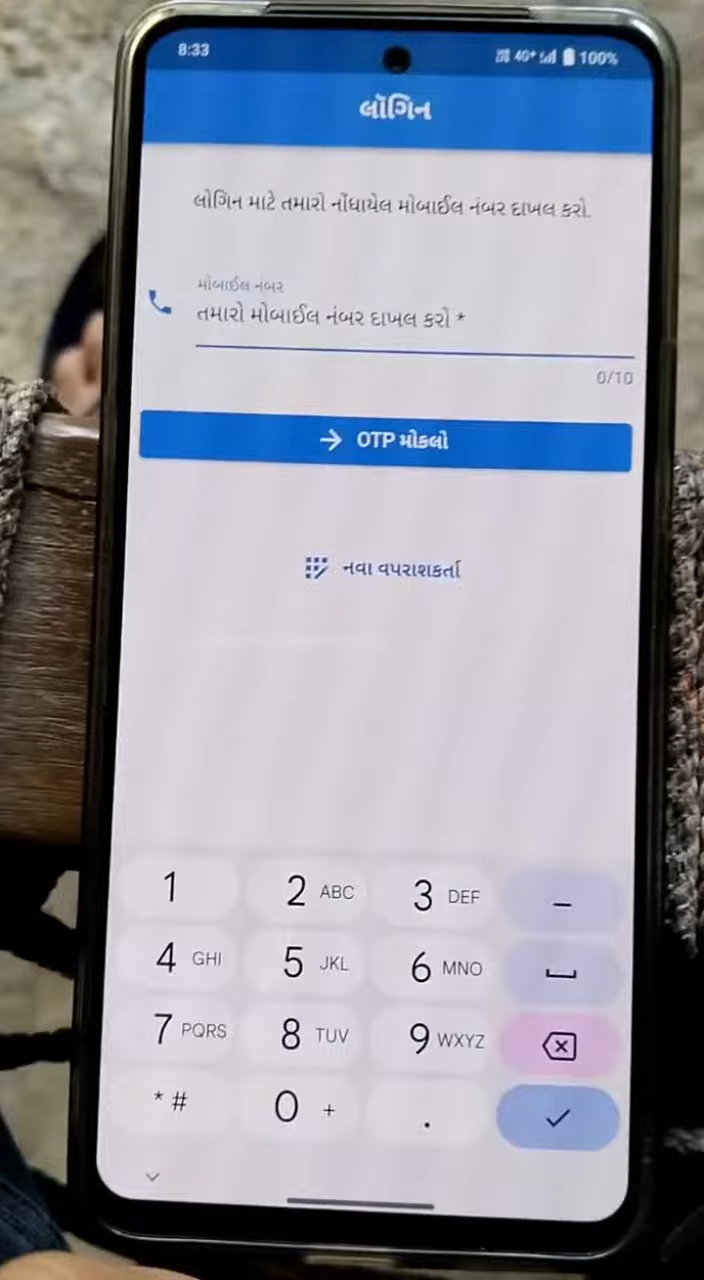 8:33
4G+ 100%
લૉગિન
લોગિન માટે તમારો નોંધાયેલ મોબાઈલ નંબર દાખલ કરો.
મોબાઈલ નંબર
તમારો મોબાઈલ નંબર દાખલ કરો *
0/10
→ OTP મોકલો
નવા વપરાશકર્તા
1 2 ABC 3 DEF –
4 GHI 5 JKL 6 MNO
7 PQRS 8 TUV 9 WXYZ
* # 0 + .